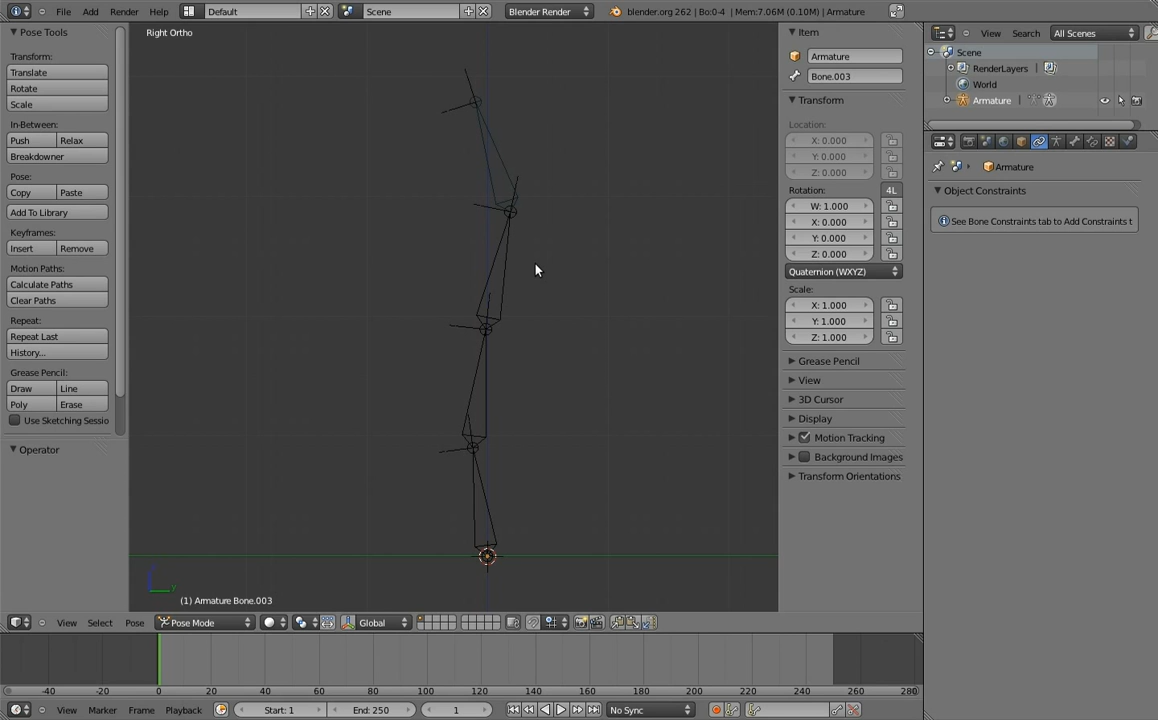 File Add Render Help Default Scene Blender Render blender.org 262 | Bo:0-4 | Mem:7.06M (0.10M) | Armature
Pose Tools
Transform:
Translate
Rotate
Scale
In-Between:
Push Relax
Breakdowner
Pose:
Copy Paste
Add To Library
Keyframes:
Insert Remove
Motion Paths:
Calculate Paths
Clear Paths
Repeat:
Repeat Last
History...
Grease Pencil:
Draw Line
Poly Erase
Use Sketching Sessio
Operator
Right Ortho
(1) Armature Bone.003
Item
Armature
Bone.003
Transform
Location:
X: 0.000
Y: 0.000
Z: 0.000
Rotation: 4L
W: 1.000
X: 0.000
Y: 0.000
Z: 0.000
Quaternion (WXYZ)
Scale:
X: 1.000
Y: 1.000
Z: 1.000
Grease Pencil
View
3D Cursor
Display
Motion Tracking
Background Images
Transform Orientations
View Search All Scenes
Scene
RenderLayers |
World
Armature |
Armature
Object Constraints
See Bone Constraints tab to Add Constraints t
View Select Pose Pose Mode Global
-40 -20 0 20 40 60 80 100 120 140 160 180 200 220 240 260 280
View Marker Frame Playback Start: 1 End: 250 1 No Sync